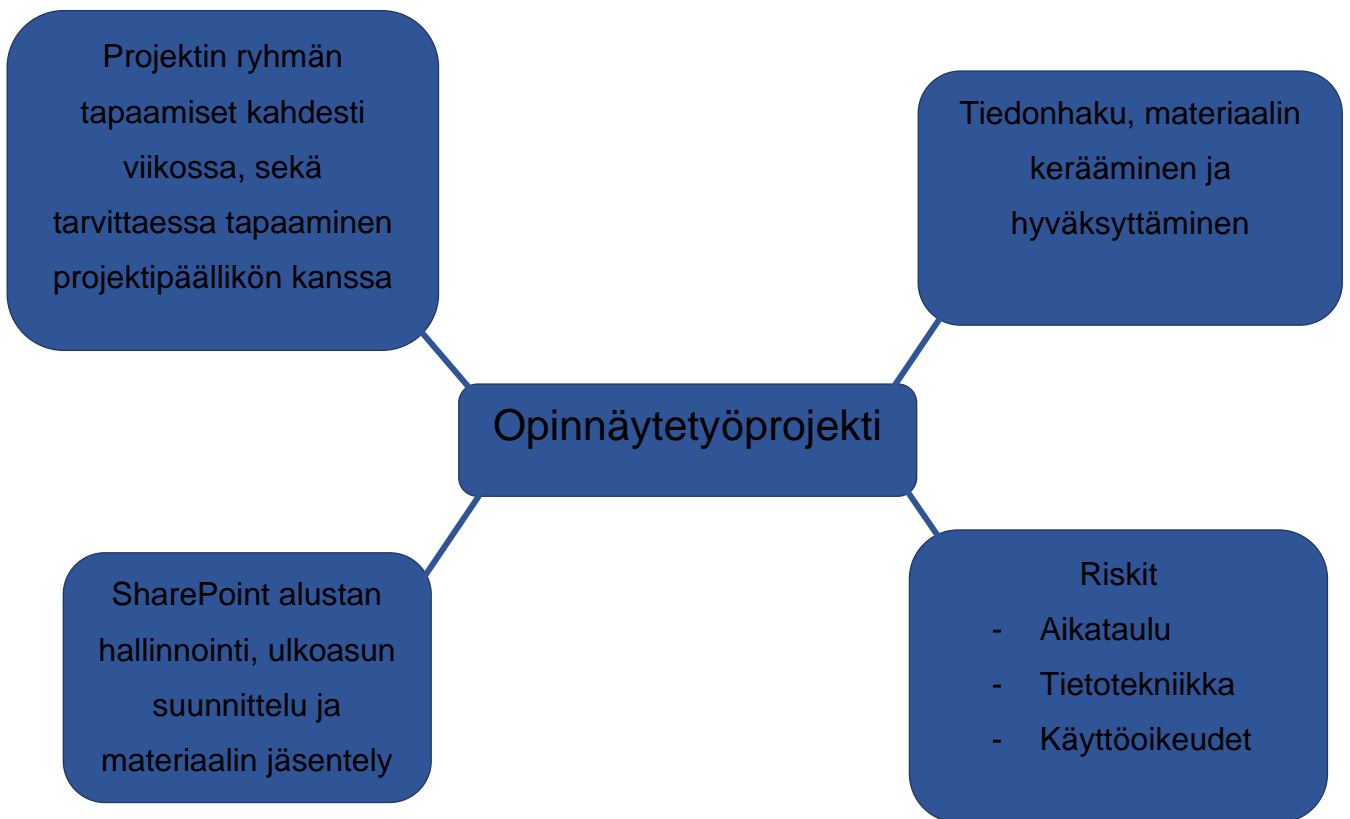 Projektin ryhmän
tapaamiset kahdesti
viikossa, sekä
tarvittaessa tapaaminen
projektipäällikön kanssa
Tiedonhaku, materiaalin
kerääminen ja
hyväksyttäminen
Opinnäytetyöprojekti
SharePoint alustan
hallinnointi, ulkoasun
suunnittelu ja
materiaalin jäsentely
Riskit
- Aikataulu
- Tietotekniikka
- Käyttöoikeudet